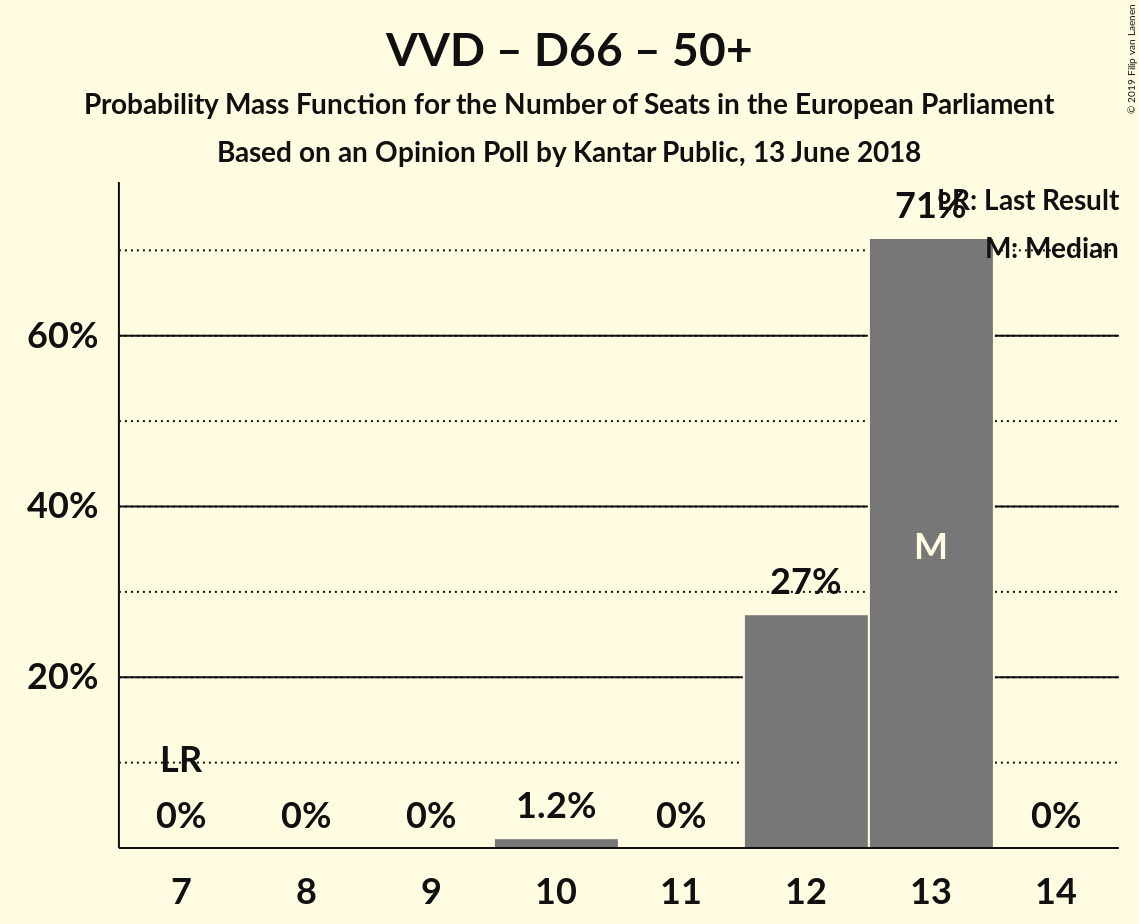 VVD – D66 – 50+
Probability Mass Function for the Number of Seats in the European Parliament
Based on an Opinion Poll by Kantar Public, 13 June 2018
© 2019 Filip van Laenen
LR: Last Result
M: Median
60%
40%
20%
LR
0%
0%
0%
1.2%
0%
27%
71%
M
0%
7
8
9
10
11
12
13
14